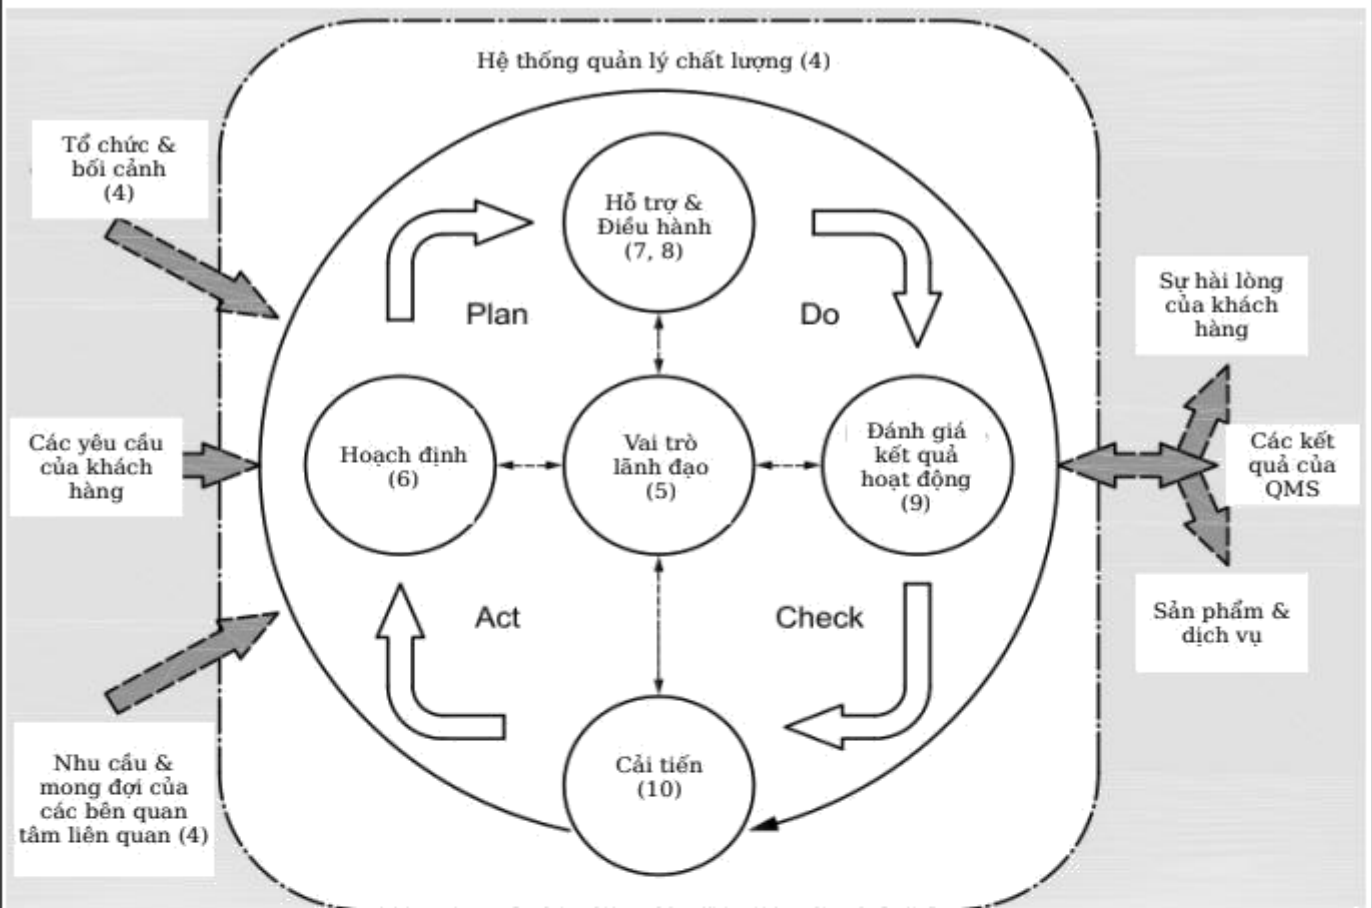 Hệ thống quản lý chất lượng (4)
Tổ chức &
bối cảnh
(4)
Các yêu cầu
của khách
hàng
Nhu cầu &
mong đợi của
các bên quan
tâm liên quan (4)
Hỗ trợ &
Điều hành
(7, 8)
Plan
Do
Hoạch định
(6)
Vai trò
lãnh đạo
(5)
Đánh giá
kết quả
hoạt động
(9)
Act
Check
Cải tiến
(10)
Sự hài lòng
của khách
hàng
Các kết
quả của
QMS
Sản phẩm &
dịch vụ